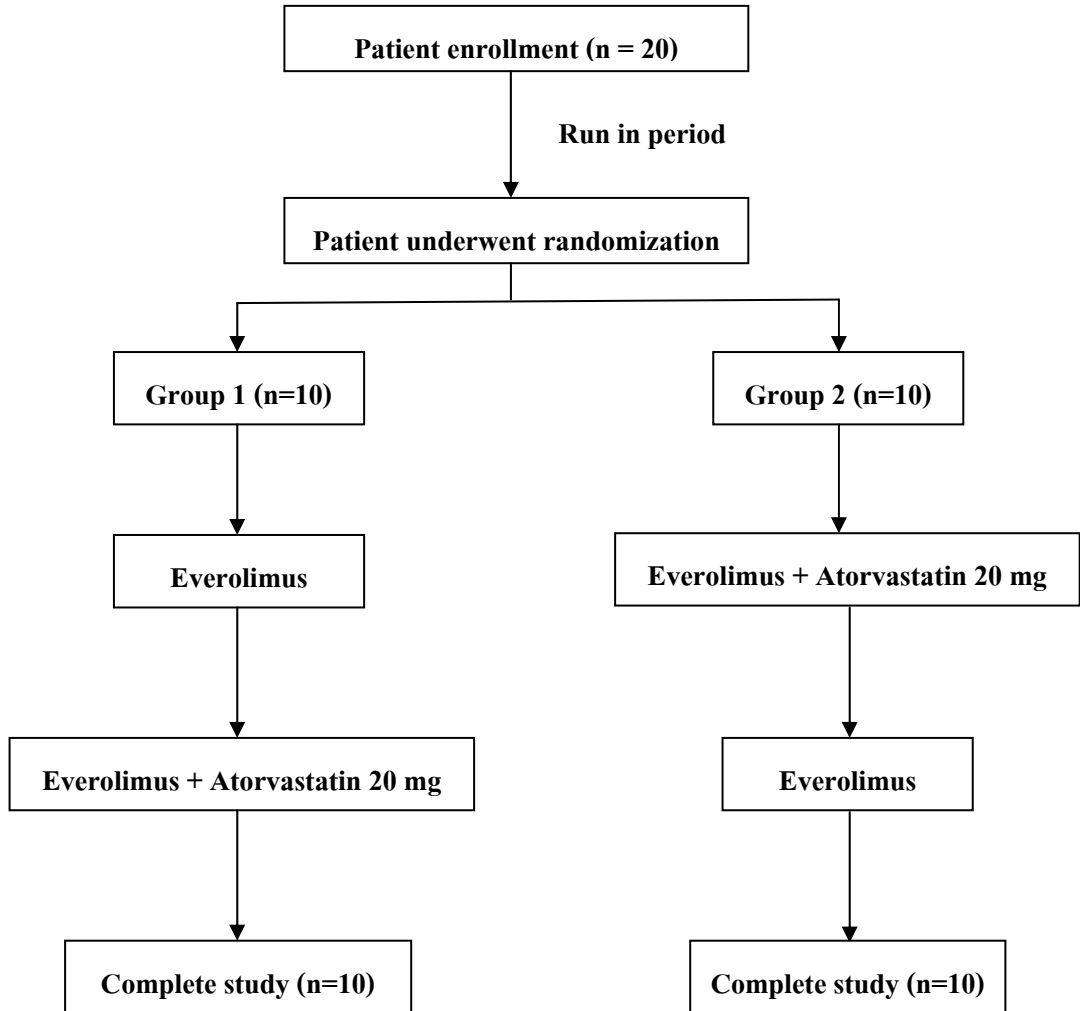 Patient enrollment (n = 20)
Run in period
Patient underwent randomization
Group 1 (n=10)
Group 2 (n=10)
Everolimus
Everolimus + Atorvastatin 20 mg
Everolimus + Atorvastatin 20 mg
Everolimus
Complete study (n=10)
Complete study (n=10)